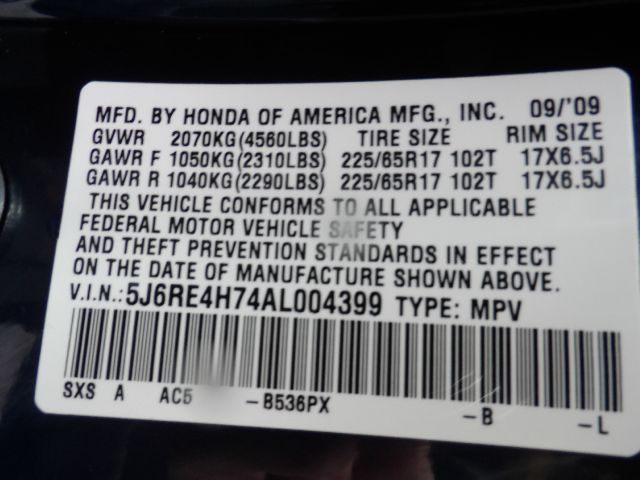 MFD. BY HONDA OF AMERICA MFG., INC. 09/'09
GVWR 2070KG(4560LBS) TIRE SIZE RIM SIZE
GAWR F 1050KG(2310LBS) 225/65R17 102T 17X6.5J
GAWR R 1040KG(2290LBS) 225/65R17 102T 17X6.5J
THIS VEHICLE CONFORMS TO ALL APPLICABLE
FEDERAL MOTOR VEHICLE SAFETY
AND THEFT PREVENTION STANDARDS IN EFFECT
ON THE DATE OF MANUFACTURE SHOWN ABOVE.
V.I.N.: 5J6RE4H74AL004399 TYPE: MPV
SXS A AC5 -B536PX -B -L